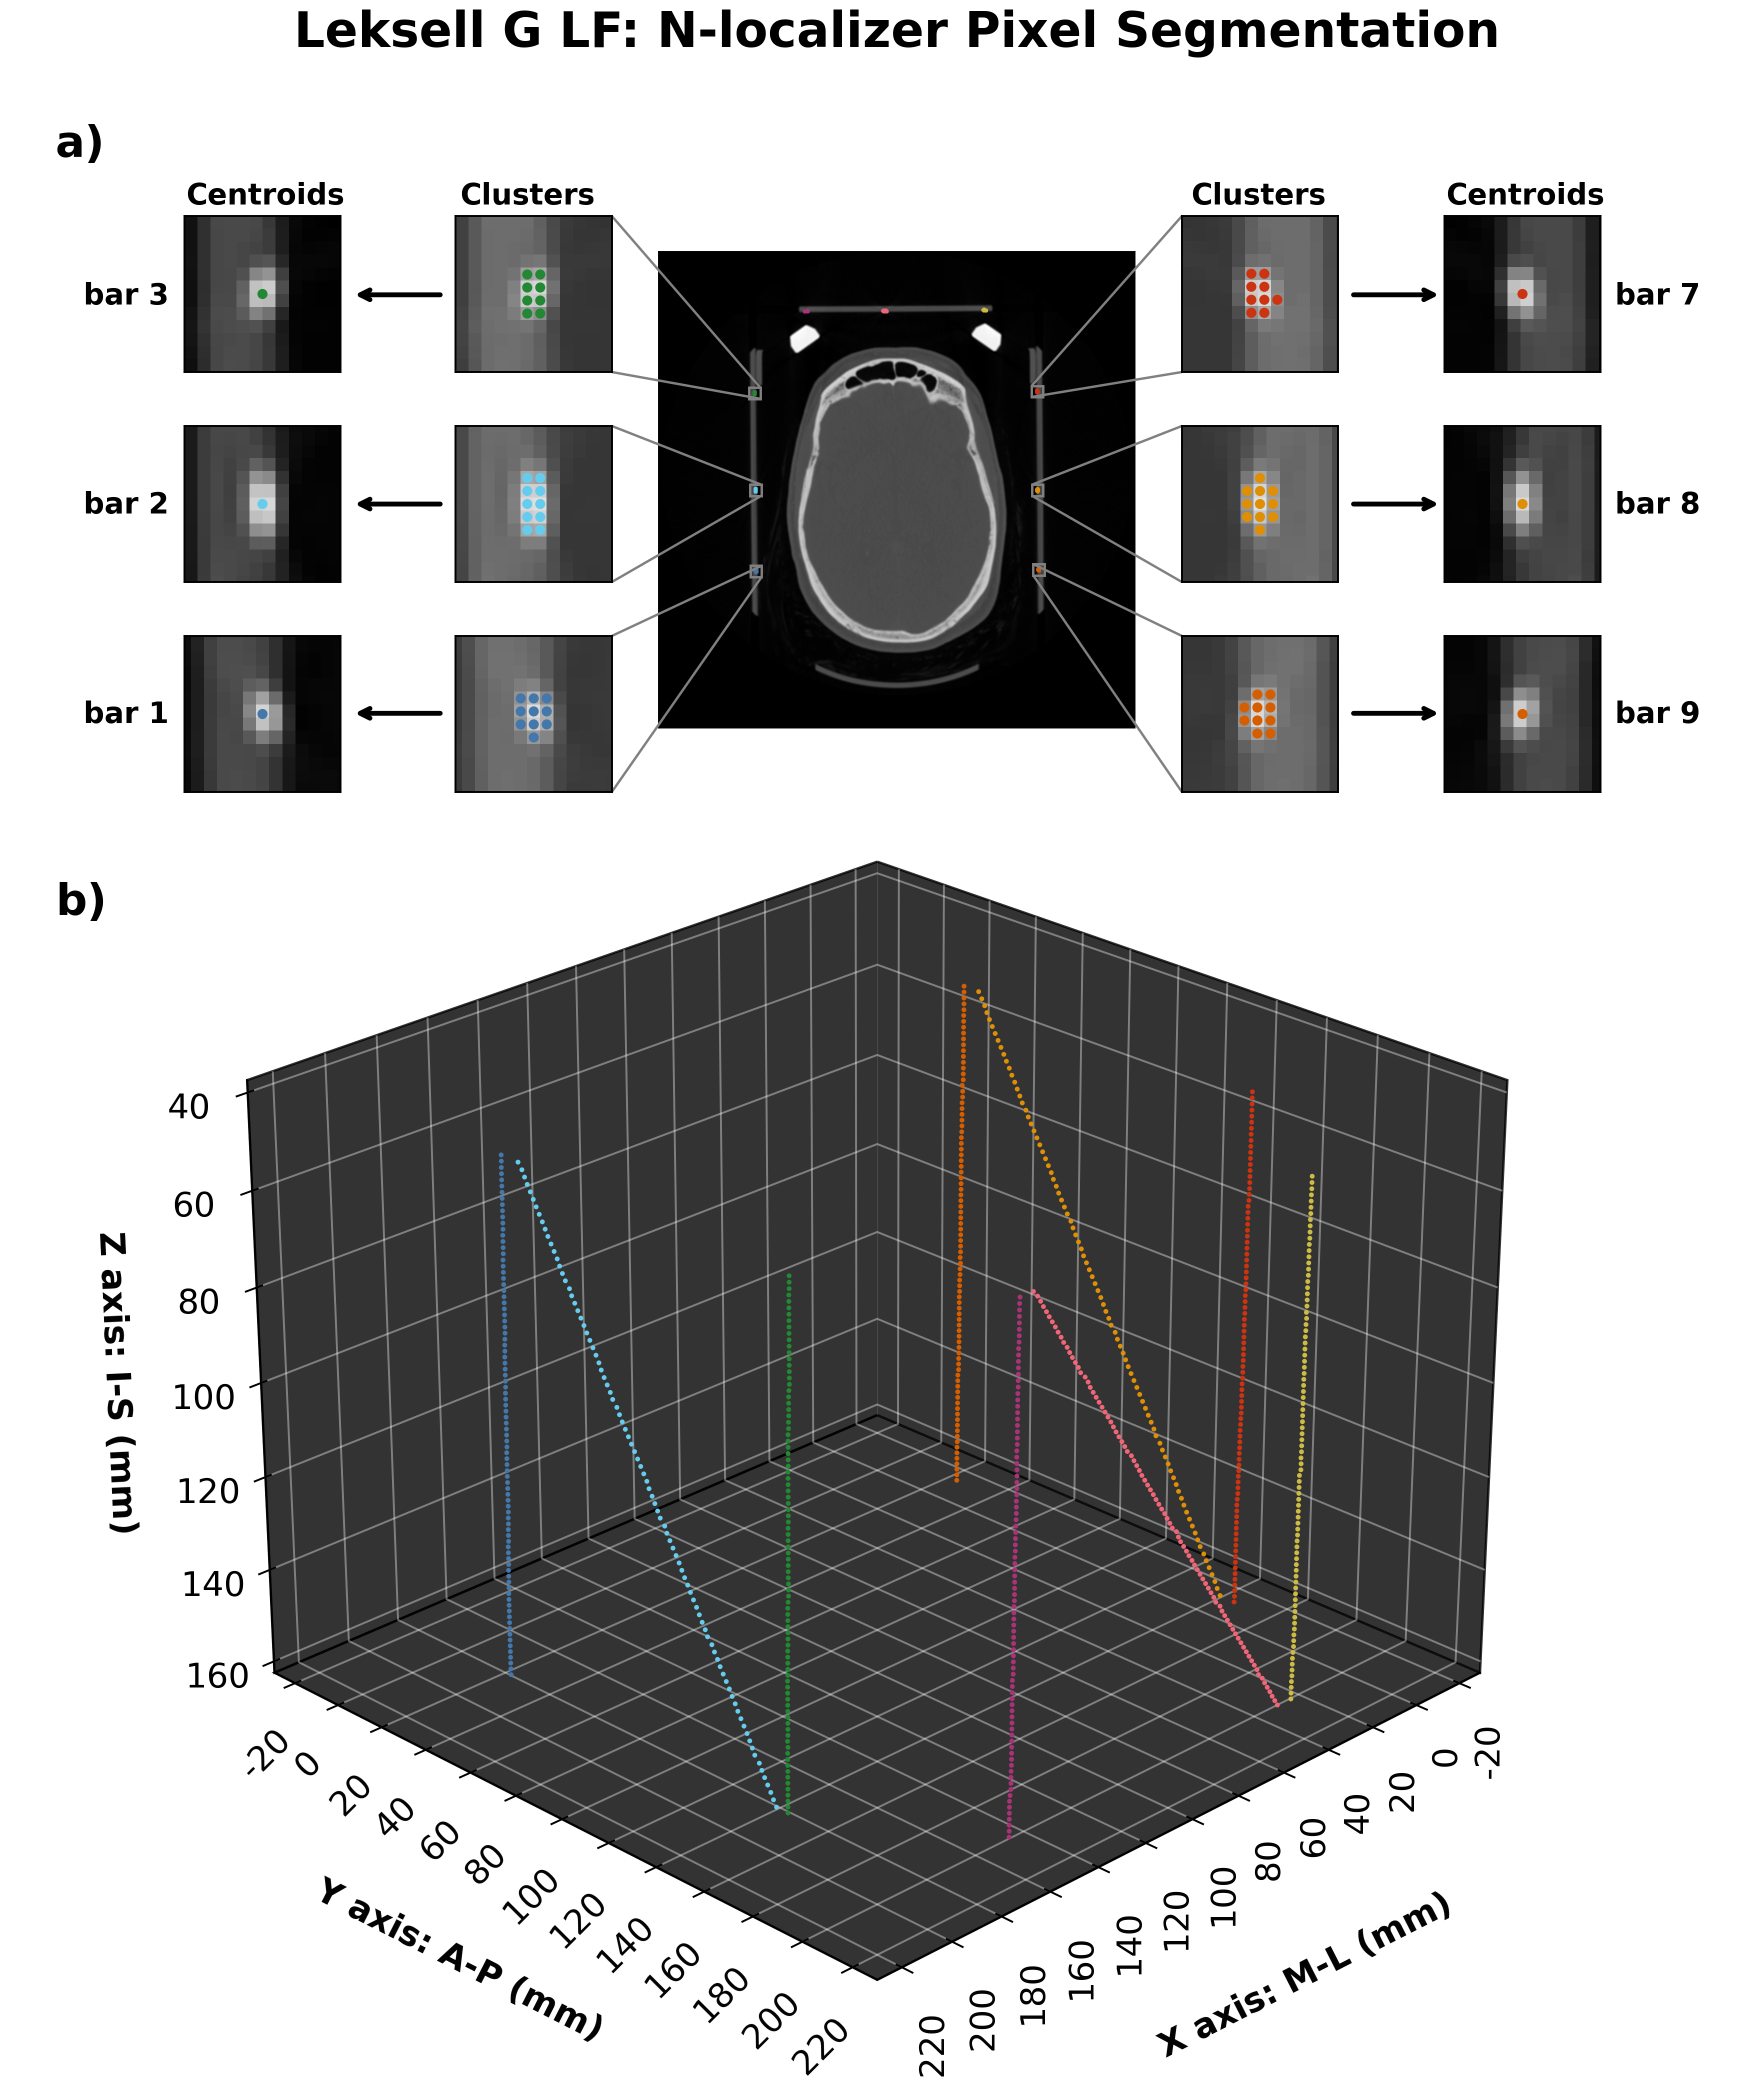 Leksell G LF: N-localizer Pixel Segmentation
a)
Centroids
Clusters
Clusters
Centroids
bar 3
bar 7
bar 2
bar 8
bar 1
bar 9
b)
40
60
80
100
120
140
160
Z axis: I-S (mm)
-20
0
20
40
60
80
100
120
140
160
180
200
220
Y axis: A-P (mm)
220
200
180
160
140
120
100
80
60
40
20
0
-20
X axis: M-L (mm)